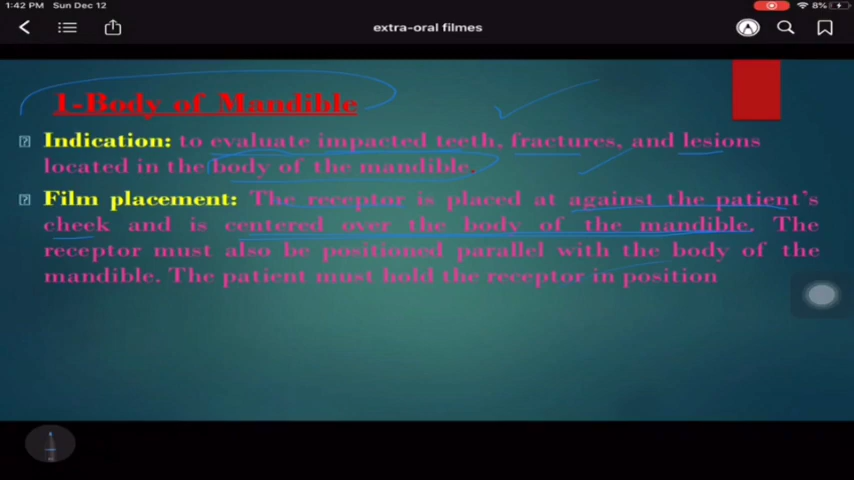 1:42 PM Sun Dec 12
8%
extra-oral filmes
1-Body of Mandible
Indication: to evaluate impacted teeth, fractures, and lesions
located in the body of the mandible.
Film placement: The receptor is placed at against the patient's
cheek and is centered over the body of the mandible. The
receptor must also be positioned parallel with the body of the
mandible. The patient must hold the receptor in position